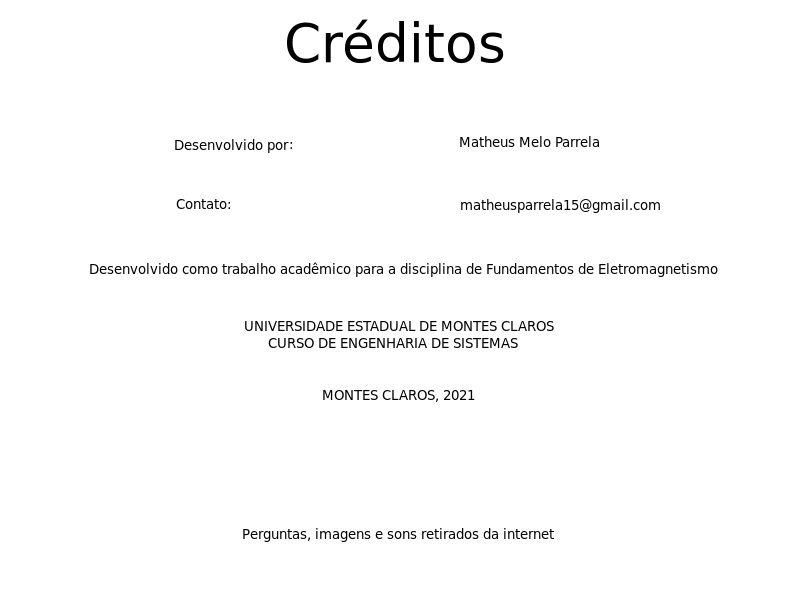 Créditos
Desenvolvido por: Matheus Melo Parrela
Contato: matheusparrela15@gmail.com
Desenvolvido como trabalho acadêmico para a disciplina de Fundamentos de Eletromagnetismo
UNIVERSIDADE ESTADUAL DE MONTES CLAROS
CURSO DE ENGENHARIA DE SISTEMAS
MONTES CLAROS, 2021
Perguntas, imagens e sons retirados da internet